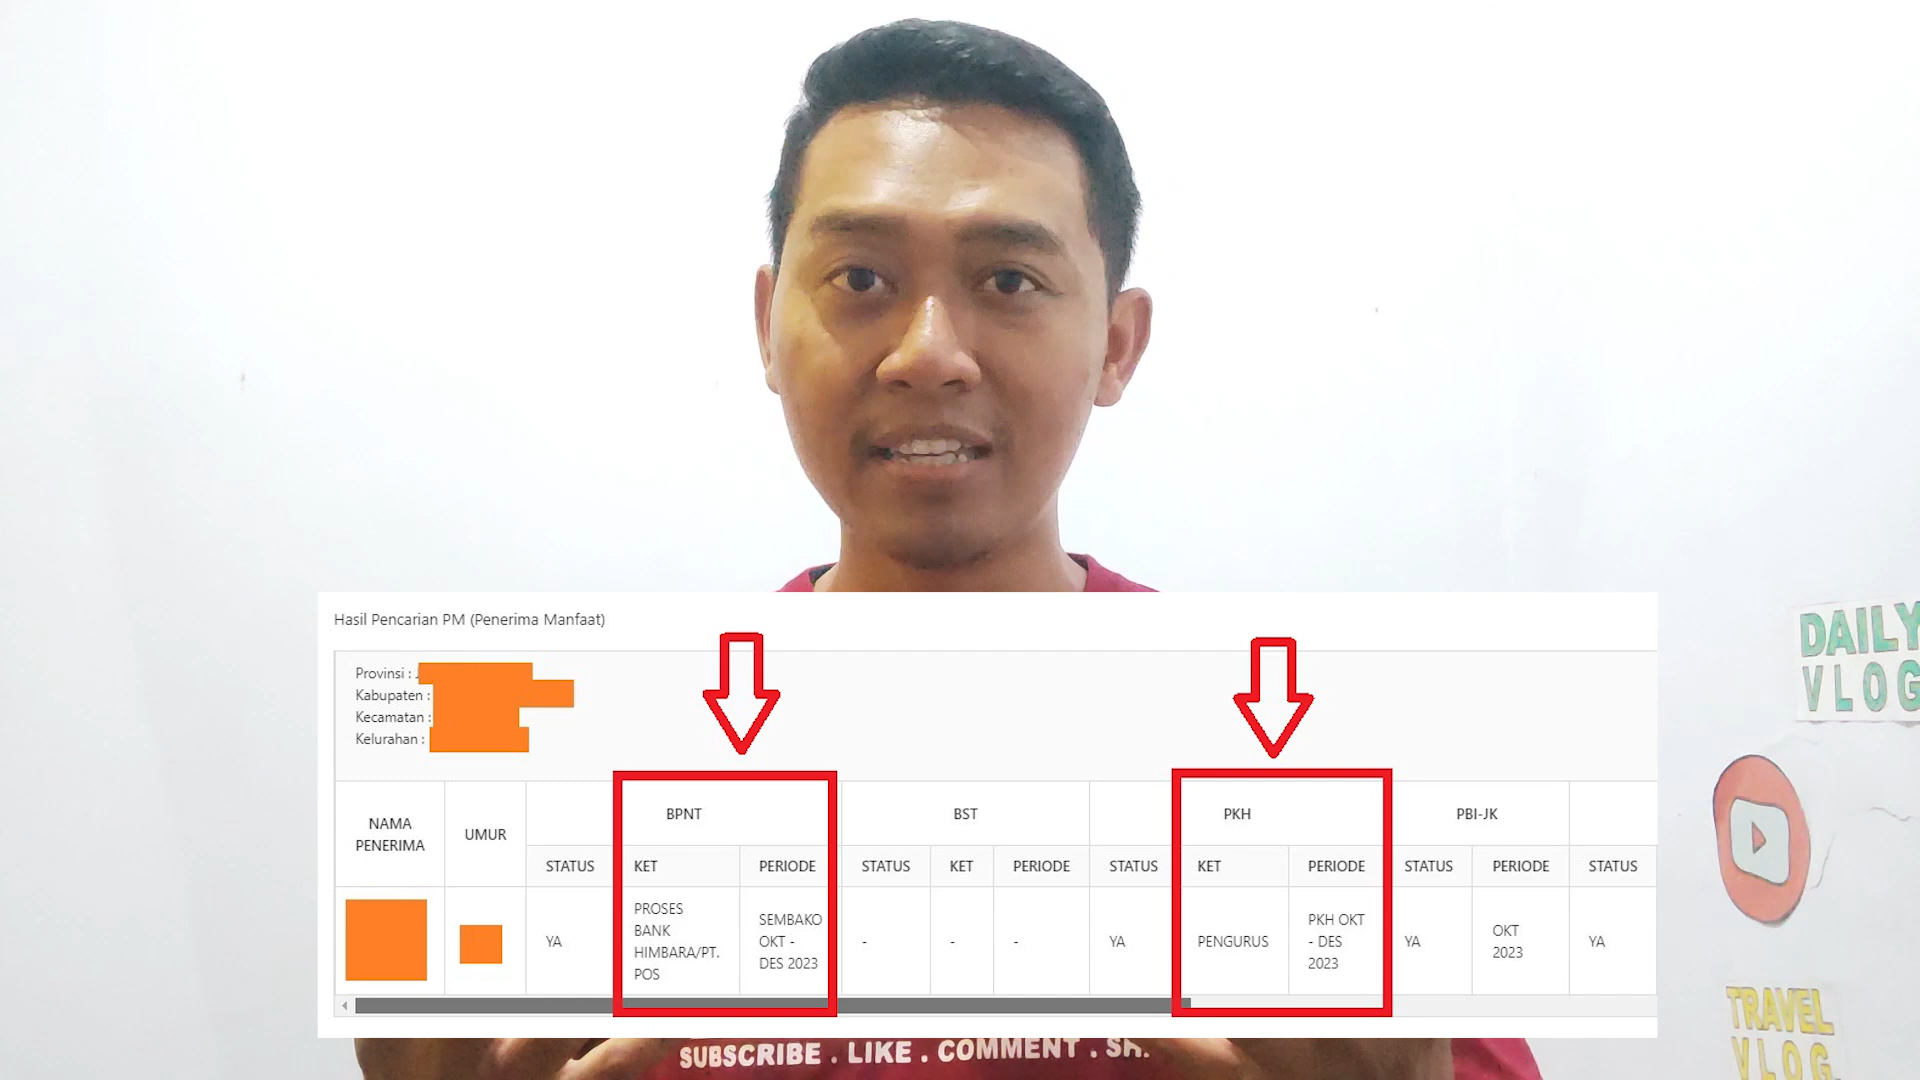 Hasil Pencarian PM (Penerima Manfaat)
Provinsi :
Kabupaten :
Kecamatan :
Kelurahan :
NAMA PENERIMA
UMUR
BPNT
BST
PKH
PBI-JK
STATUS
KET
PERIODE
STATUS
KET
PERIODE
STATUS
KET
PERIODE
STATUS
PERIODE
STATUS
YA
PROSES
BANK
HIMBARA/PT.
POS
SEMBAKO
OKT -
DES 2023
-
-
-
YA
PENGURUS
PKH OKT
- DES
2023
YA
OKT
2023
YA
DAILY
VLOG
TRAVEL
VLOG
SUBSCRIBE . LIKE . COMMENT .